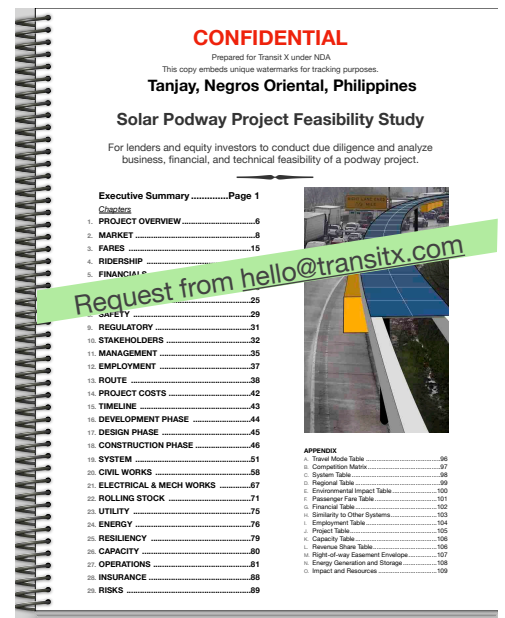 CONFIDENTIAL
Prepared for Transit X under NDA
This copy embeds unique watermarks for tracking purposes.
Tanjay, Negros Oriental, Philippines
Solar Podway Project Feasibility Study
For lenders and equity investors to conduct due diligence and analyze
business, financial, and technical feasibility of a podway project.
Executive Summary ..............Page 1
Chapters
1. PROJECT OVERVIEW ...................................6
2. MARKET ...................................8
3. FARES ...................................15
4. RIDERSHIP
5. FINANCIALS
Request from hello@transitx.com
25
8. SAFETY ...................................29
9. REGULATORY ...................................31
10. STAKEHOLDERS ...................................32
11. MANAGEMENT ...................................35
12. EMPLOYMENT ...................................37
13. ROUTE ...................................38
14. PROJECT COSTS ...................................42
15. TIMELINE ...................................43
16. DEVELOPMENT PHASE ...................................44
17. DESIGN PHASE ...................................45
18. CONSTRUCTION PHASE ...................................46
19. SYSTEM ...................................51
20. CIVIL WORKS ...................................58
21. ELECTRICAL & MECH WORKS ...................................67
22. ROLLING STOCK ...................................71
23. UTILITY ...................................75
24. ENERGY ...................................76
25. RESILIENCY ...................................79
26. CAPACITY ...................................80
27. OPERATIONS ...................................81
28. INSURANCE ...................................88
29. RISKS ...................................89
APPENDIX
A. Travel Mode Table ...................................96
B. Competition Matrix ...................................97
C. System Table ...................................98
D. Regional Table ...................................99
E. Environmental Impact Table ...................................100
F. Passenger Fare Table ...................................101
G. Financial Table ...................................102
H. Similarity to Other Systems ...................................103
I. Employment Table ...................................104
J. Project Table ...................................105
K. Capacity Table ...................................106
L. Revenue Share Table ...................................106
M. Right-of-way Easement Envelope ...................................107
N. Energy Generation and Storage ...................................108
O. Impact and Resources ...................................109